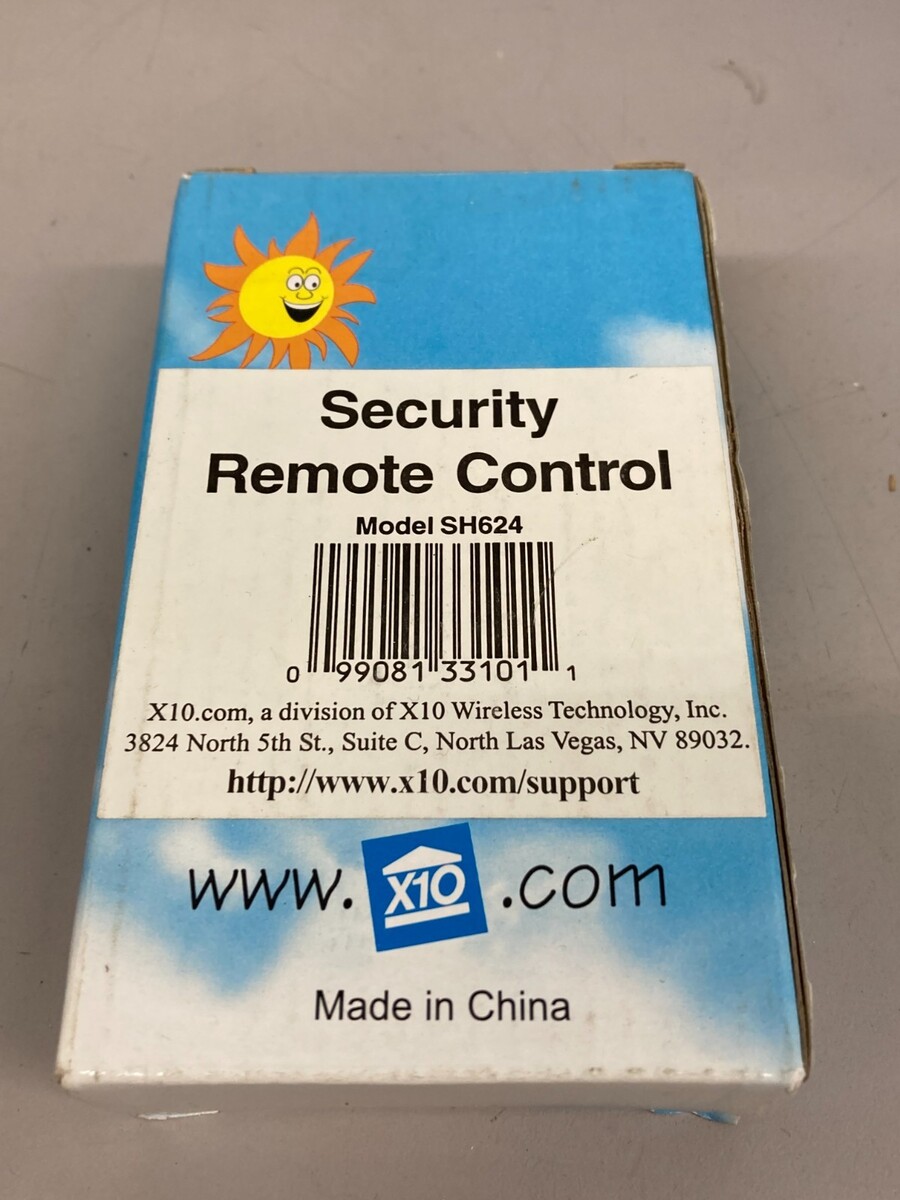 Security
Remote Control
Model SH624
0 99081 33101 1
X10.com, a division of X10 Wireless Technology, Inc.
3824 North 5th St., Suite C, North Las Vegas, NV 89032.
http://www.x10.com/support
www.X10.com
Made in China